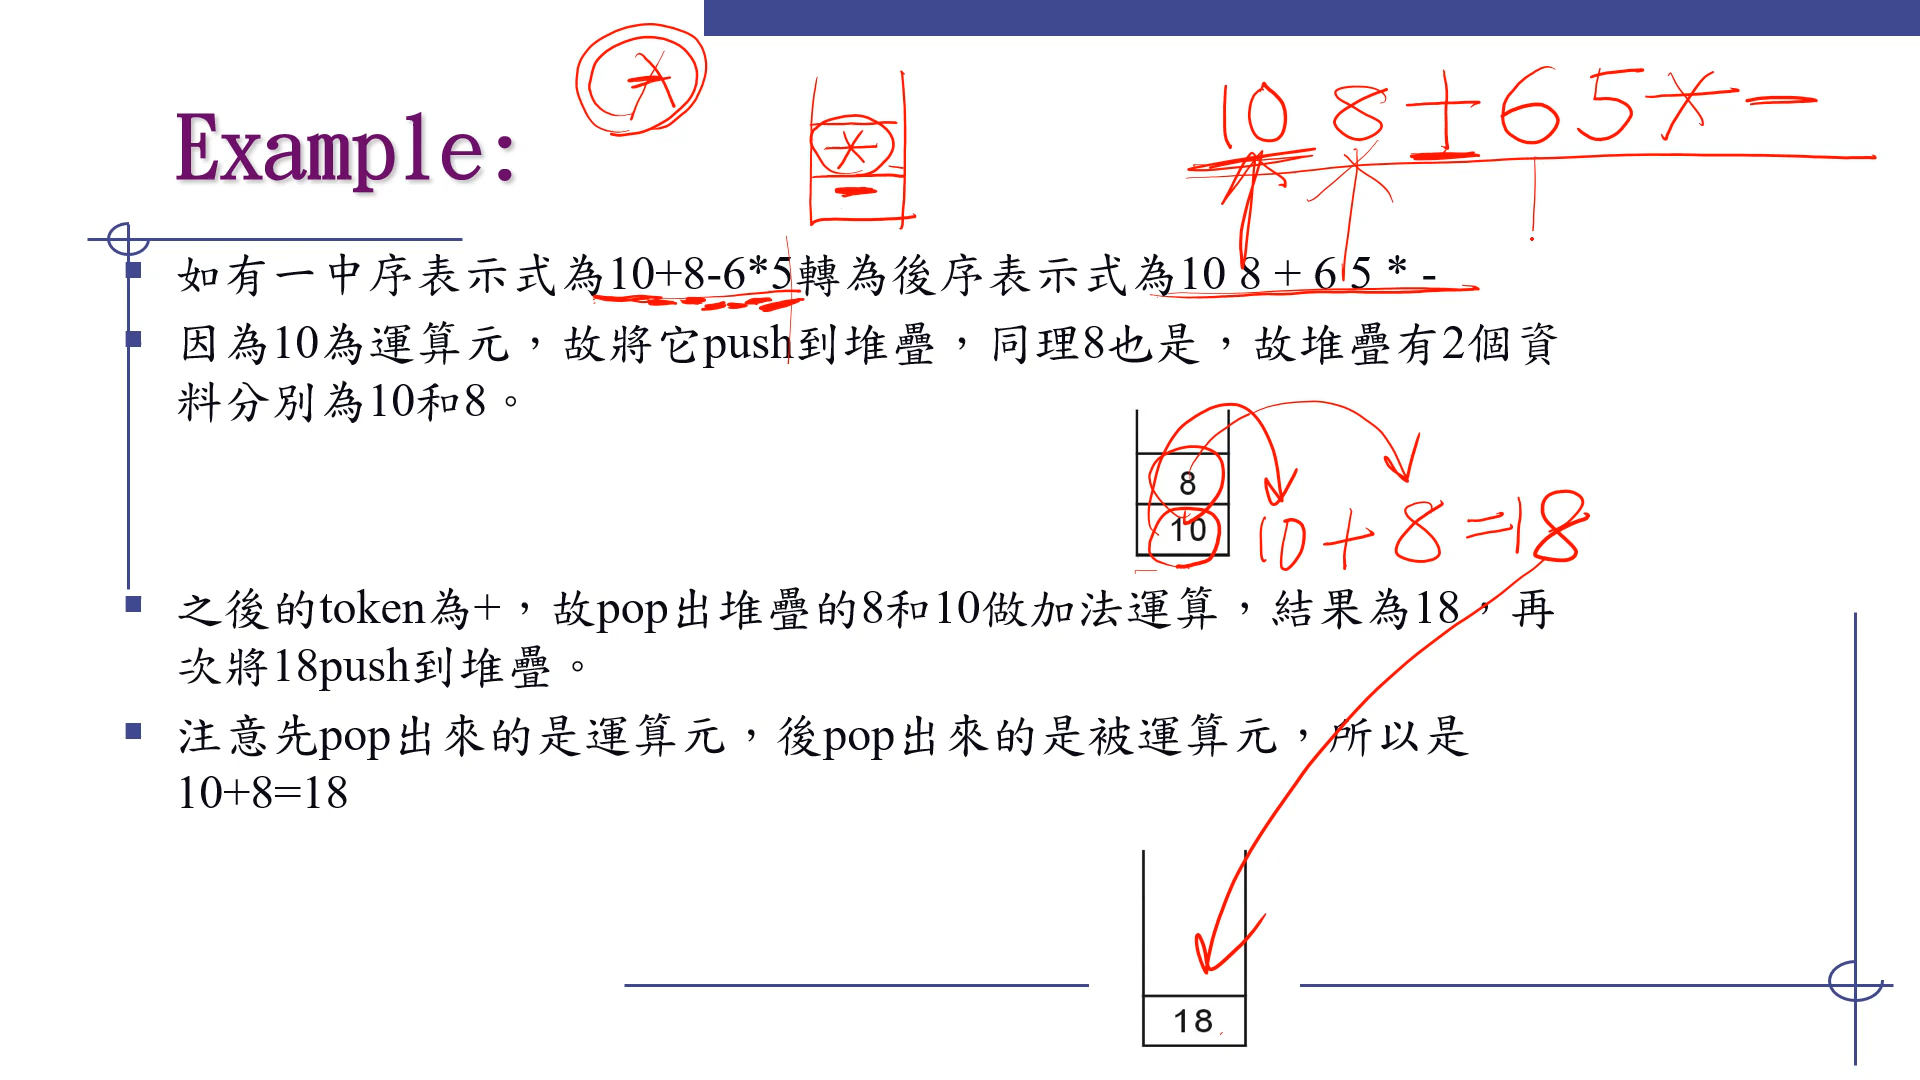 10 8 + 6 5 * -
*
-
Example:
如有一中序表示式為10+8-6*5轉為後序表示式為10 8 + 6 5 * -
因為10為運算元，故將它push到堆疊，同理8也是，故堆疊有2個資
料分別為10和8。
8
10
10+8=18
之後的token為+，故pop出堆疊的8和10做加法運算，結果為18，再
次將18push到堆疊。
注意先pop出來的是運算元，後pop出來的是被運算元，所以是
10+8=18
18